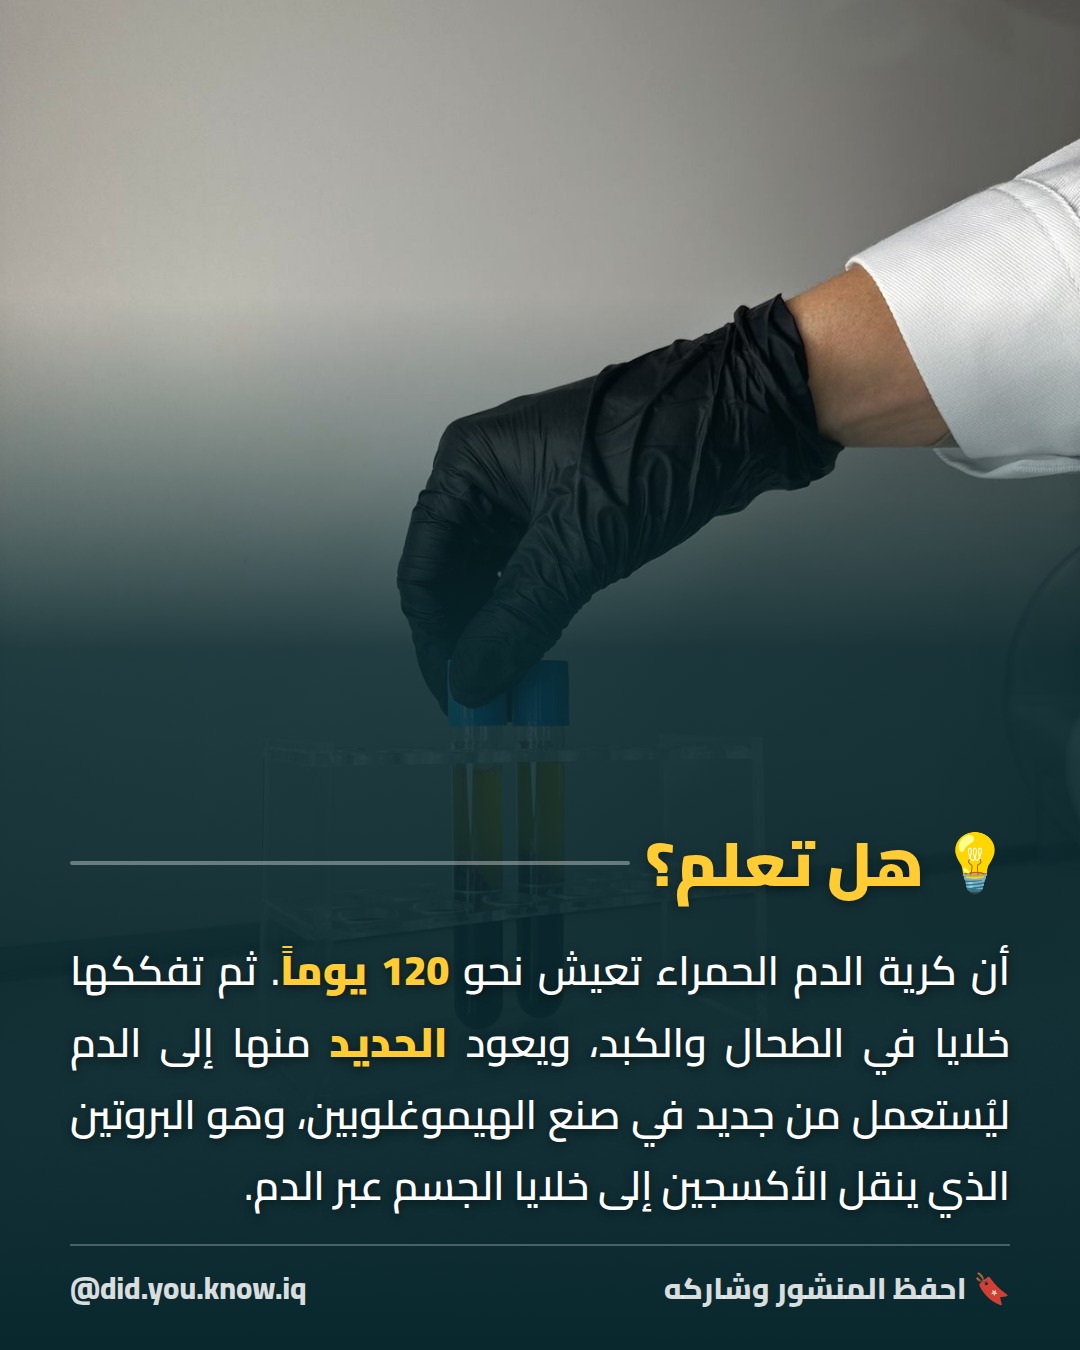 💡 هل تعلم؟
أن كرية الدم الحمراء تعيش نحو 120 يوماً. ثم تفككها
خلايا في الطحال والكبد، ويعود الحديد منها إلى الدم
ليُستعمل من جديد في صنع الهيموغلوبين، وهو البروتين
الذي ينقل الأكسجين إلى خلايا الجسم عبر الدم.
🔖 احفظ المنشور وشاركه
@did.you.know.iq